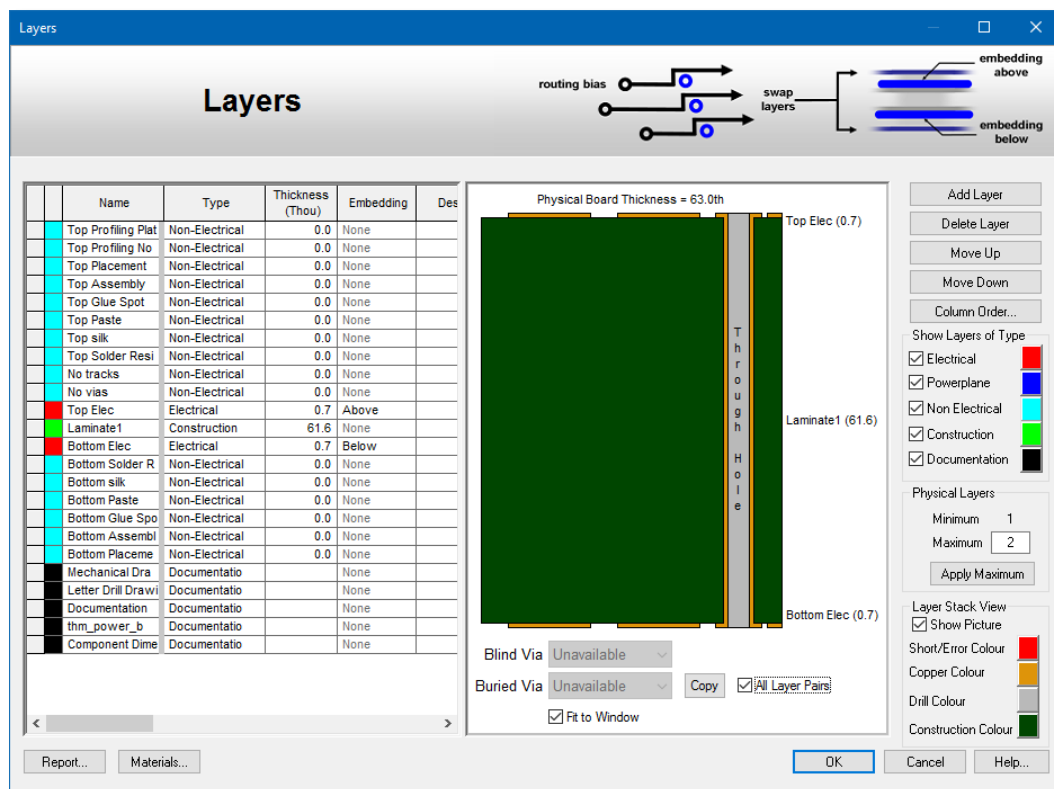 Layers
Layers
routing bias
swap
layers
embedding
above
embedding
below
Name Type Thickness (Thou) Embedding Des
Top Profiling Plat Non-Electrical 0.0 None
Top Profiling No Non-Electrical 0.0 None
Top Placement Non-Electrical 0.0 None
Top Assembly Non-Electrical 0.0 None
Top Glue Spot Non-Electrical 0.0 None
Top Paste Non-Electrical 0.0 None
Top silk Non-Electrical 0.0 None
Top Solder Resi Non-Electrical 0.0 None
No tracks Non-Electrical 0.0 None
No vias Non-Electrical 0.0 None
Top Elec Electrical 0.7 Above
Laminate1 Construction 61.6 None
Bottom Elec Electrical 0.7 Below
Bottom Solder R Non-Electrical 0.0 None
Bottom silk Non-Electrical 0.0 None
Bottom Paste Non-Electrical 0.0 None
Bottom Glue Spo Non-Electrical 0.0 None
Bottom Assembl Non-Electrical 0.0 None
Bottom Placeme Non-Electrical 0.0 None
Mechanical Dra Documentatio None
Letter Drill Drawi Documentatio None
Documentation Documentatio None
thm_power_b Documentatio None
Component Dime Documentatio None
Physical Board Thickness = 63.0th
Top Elec (0.7)
Through Hole
Laminate1 (61.6)
Bottom Elec (0.7)
Blind Via Unavailable
Buried Via Unavailable Copy All Layer Pairs
Fit to Window
Add Layer
Delete Layer
Move Up
Move Down
Column Order...
Show Layers of Type
Electrical
Powerplane
Non Electrical
Construction
Documentation
Physical Layers
Minimum 1
Maximum 2
Apply Maximum
Layer Stack View
Show Picture
Short/Error Colour
Copper Colour
Drill Colour
Construction Colour
Report... Materials... OK Cancel Help...